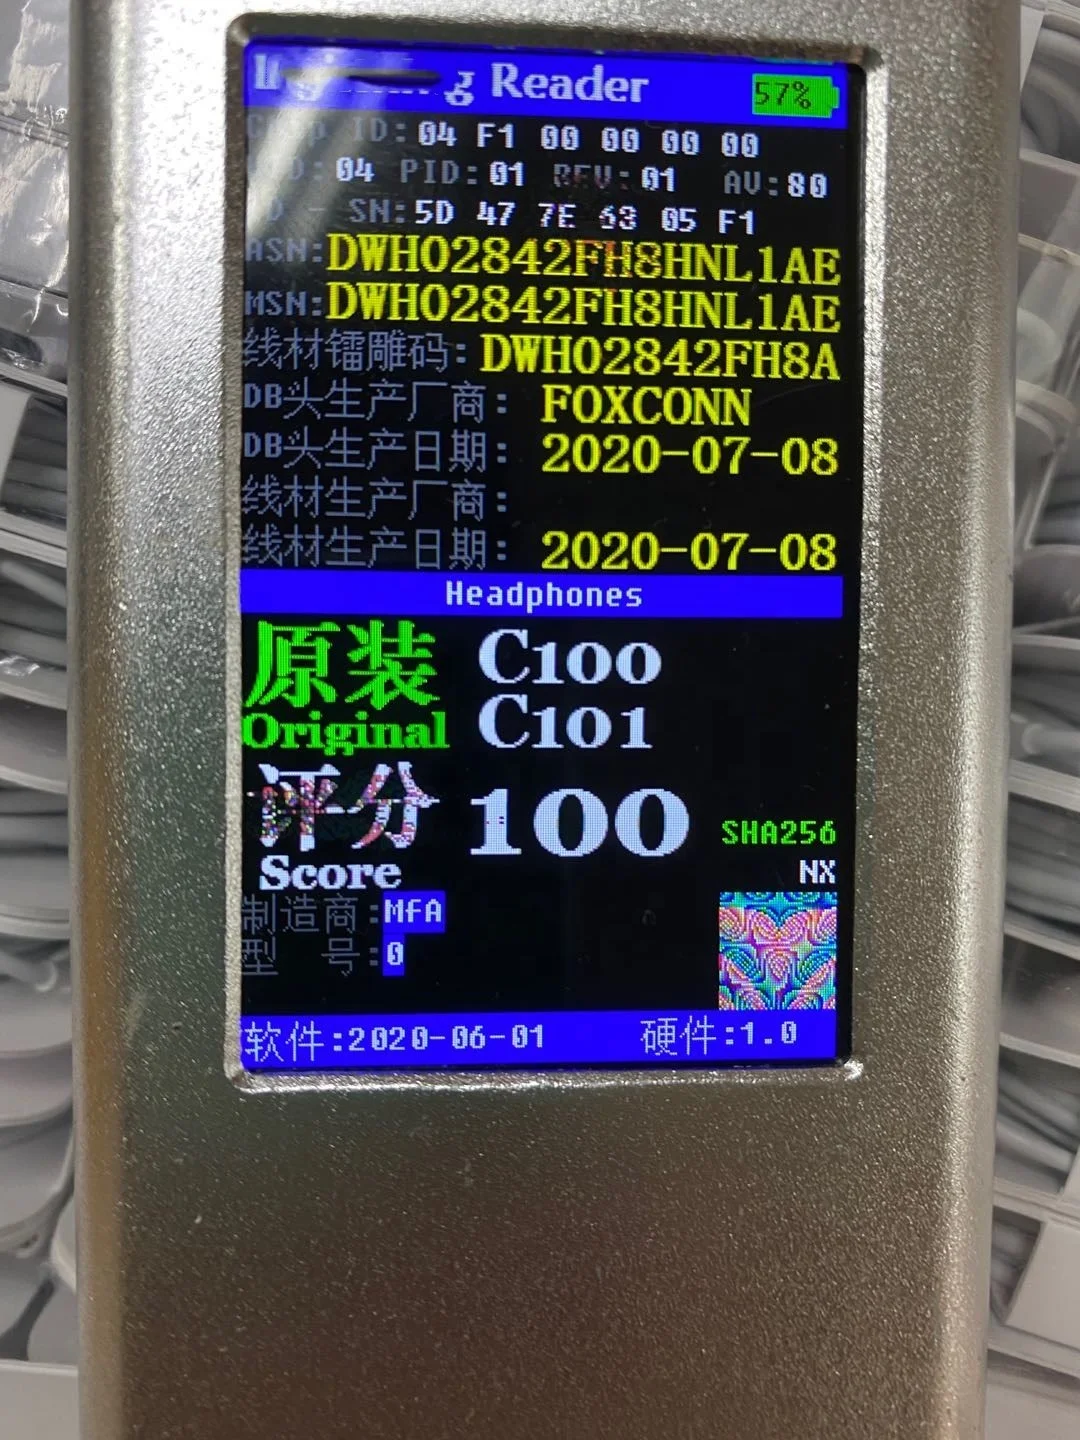 Reader 57%
ID: 04 F1 00 00 00 00
04 PID:01 REV:01 AV:80
SN:5D 47 7E 63 05 F1
ASN:DWH02842FH8HNL1AE
MSN:DWH02842FH8HNL1AE
线材镭雕码:DWH02842FH8A
DB头生产厂商: FOXCONN
DB头生产日期: 2020-07-08
线材生产厂商:
线材生产日期: 2020-07-08
Headphones
原装 C100
Original C101
评分 100
Score SHA256
NX
制造商:MFA
型 号:0
软件:2020-06-01 硬件:1.0